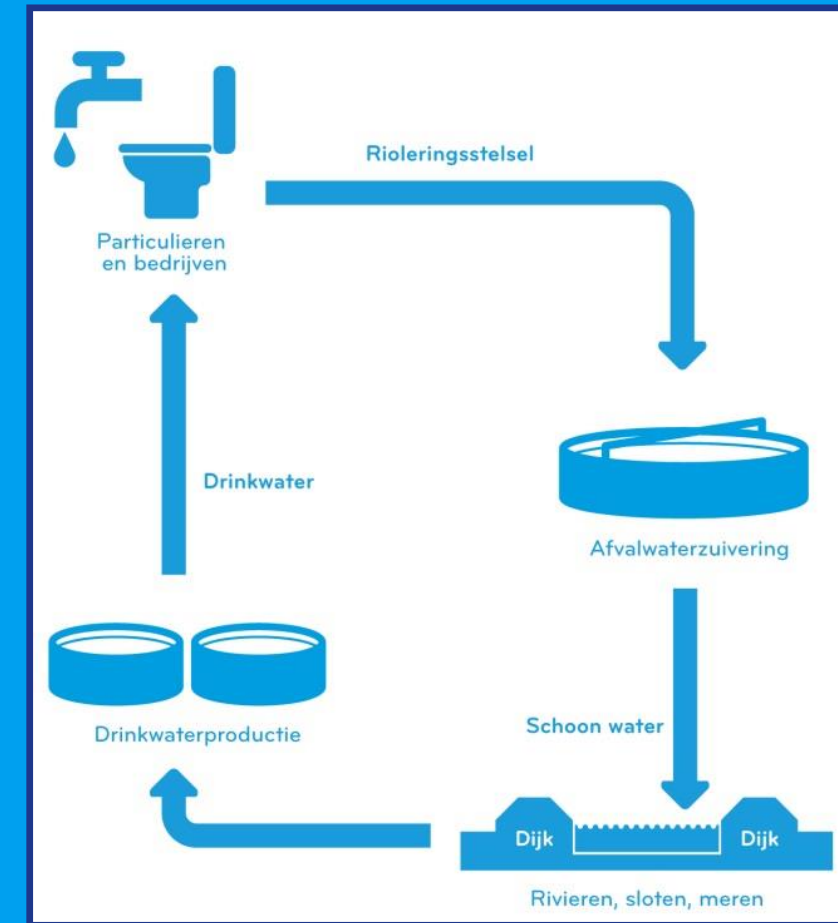 Rioleringsstelsel
Particulieren
en bedrijven
Drinkwater
Afvalwaterzuivering
Drinkwaterproductie
Schoon water
Dijk
Dijk
Rivieren, sloten, meren